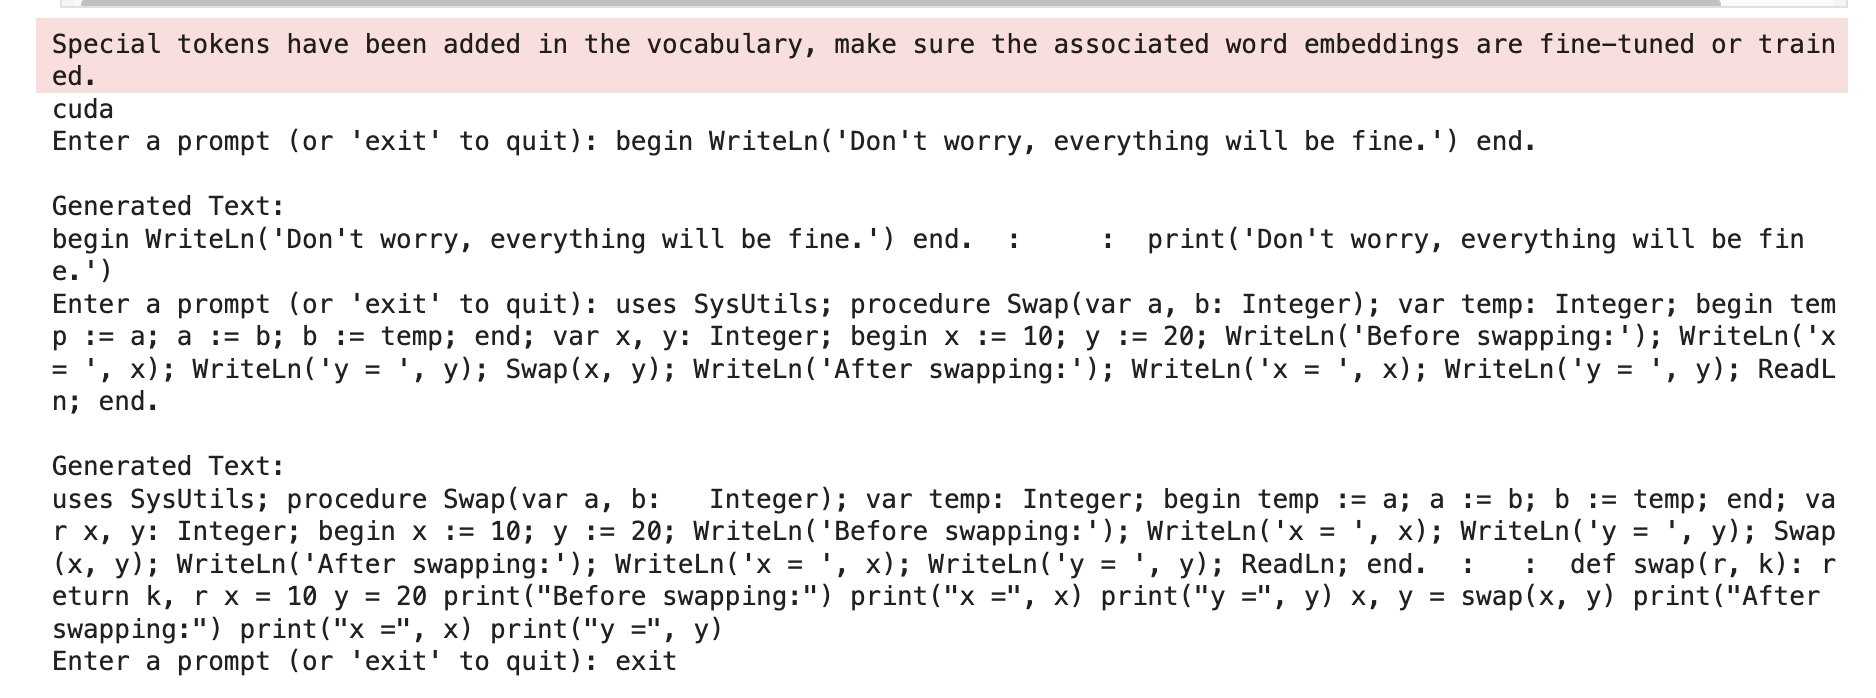 Special tokens have been added in the vocabulary, make sure the associated word embeddings are fine-tuned or train
ed.
cuda
Enter a prompt (or 'exit' to quit): begin WriteLn('Don't worry, everything will be fine.') end.
Generated Text:
begin WriteLn('Don't worry, everything will be fine.') end.  :     :  print('Don't worry, everything will be fin
e.')
Enter a prompt (or 'exit' to quit): uses SysUtils; procedure Swap(var a, b: Integer); var temp: Integer; begin tem
p := a; a := b; b := temp; end; var x, y: Integer; begin x := 10; y := 20; WriteLn('Before swapping:'); WriteLn('x
= ', x); WriteLn('y = ', y); Swap(x, y); WriteLn('After swapping:'); WriteLn('x = ', x); WriteLn('y = ', y); ReadL
n; end.
Generated Text:
uses SysUtils; procedure Swap(var a, b:   Integer); var temp: Integer; begin temp := a; a := b; b := temp; end; va
r x, y: Integer; begin x := 10; y := 20; WriteLn('Before swapping:'); WriteLn('x = ', x); WriteLn('y = ', y); Swap
(x, y); WriteLn('After swapping:'); WriteLn('x = ', x); WriteLn('y = ', y); ReadLn; end.  :   :  def swap(r, k): r
eturn k, r x = 10 y = 20 print("Before swapping:") print("x =", x) print("y =", y) x, y = swap(x, y) print("After
swapping:") print("x =", x) print("y =", y)
Enter a prompt (or 'exit' to quit): exit